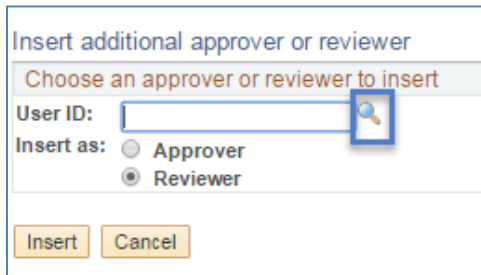 Insert additional approver or reviewer
Choose an approver or reviewer to insert
User ID:
Insert as: Approver
Reviewer
Insert Cancel